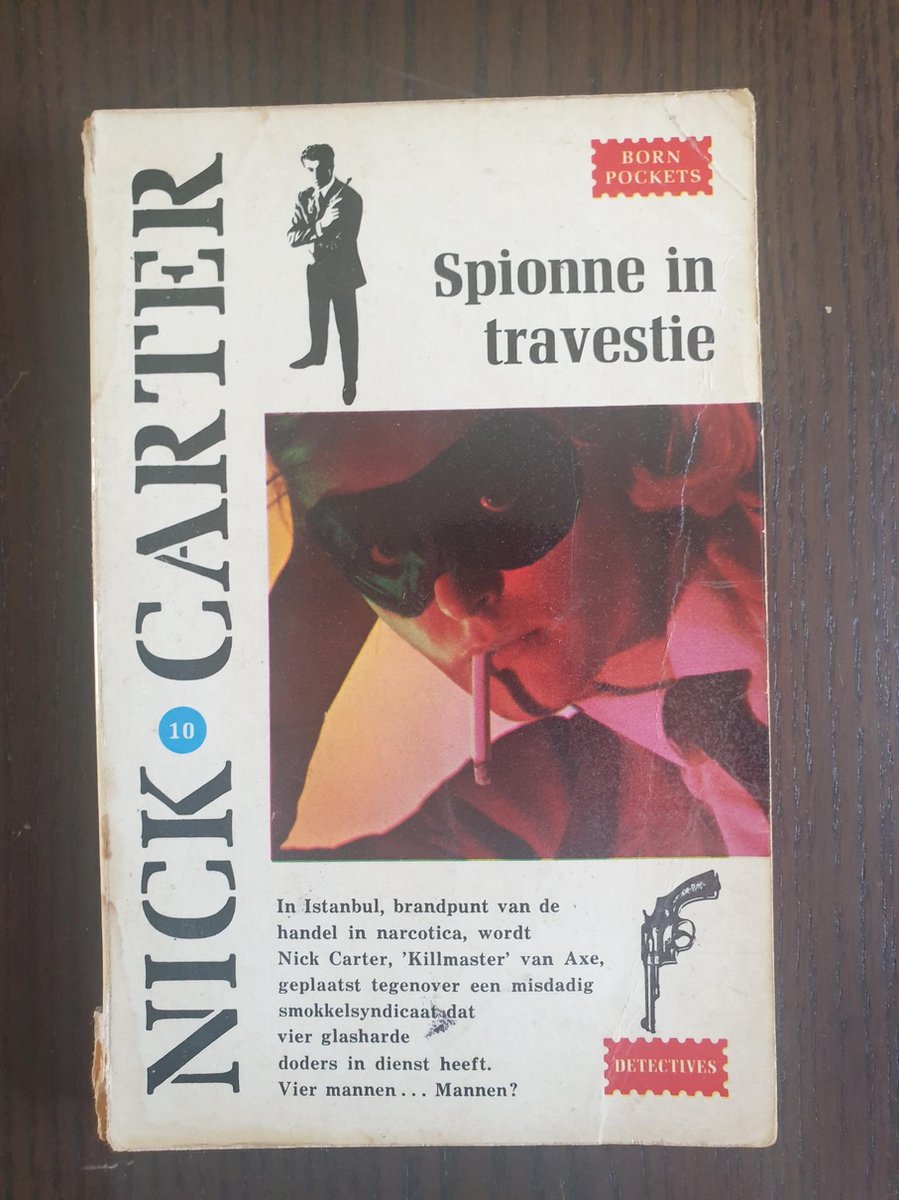 BORN
POCKETS
Spionne in
travestie
NICK 10 CARTER
In Istanbul, brandpunt van de
handel in narcotica, wordt
Nick Carter, 'Killmaster' van Axe,
geplaatst tegenover een misdadig
smokkelsyndicaat dat
vier glasharde
doders in dienst heeft.
Vier mannen... Mannen?
DETECTIVES